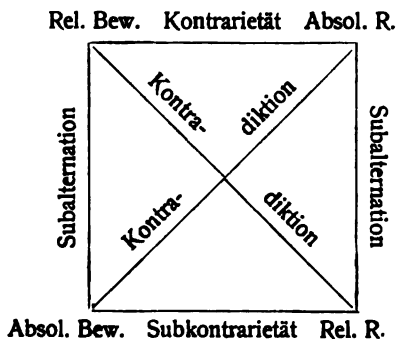 Rel. Bew. Kontrarietät Absol. R.
Kontra- diktion
Subalternation
Subalternation
Kontra- diktion
Absol. Bew. Subkontrarietät Rel. R.